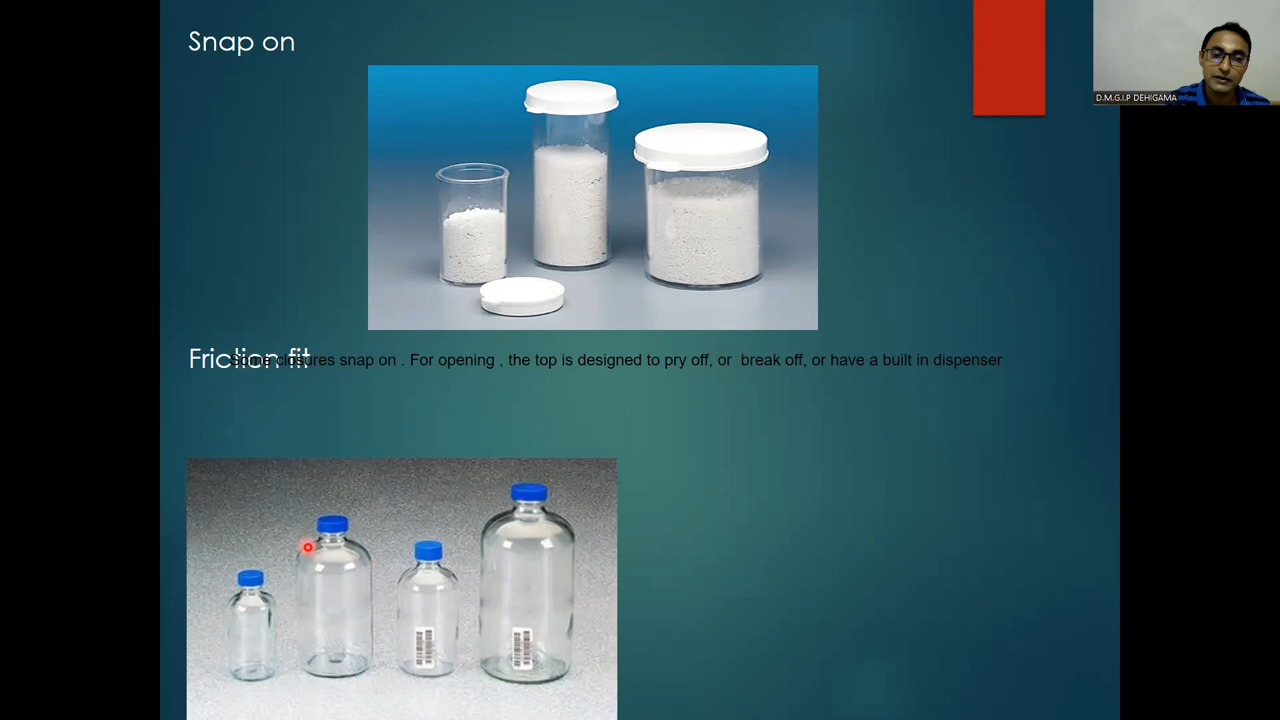 Snap on
D.M.G.I.P DEHIGAMA
Friction fit
Some closures snap on . For opening , the top is designed to pry off, or  break off, or have a built in dispenser